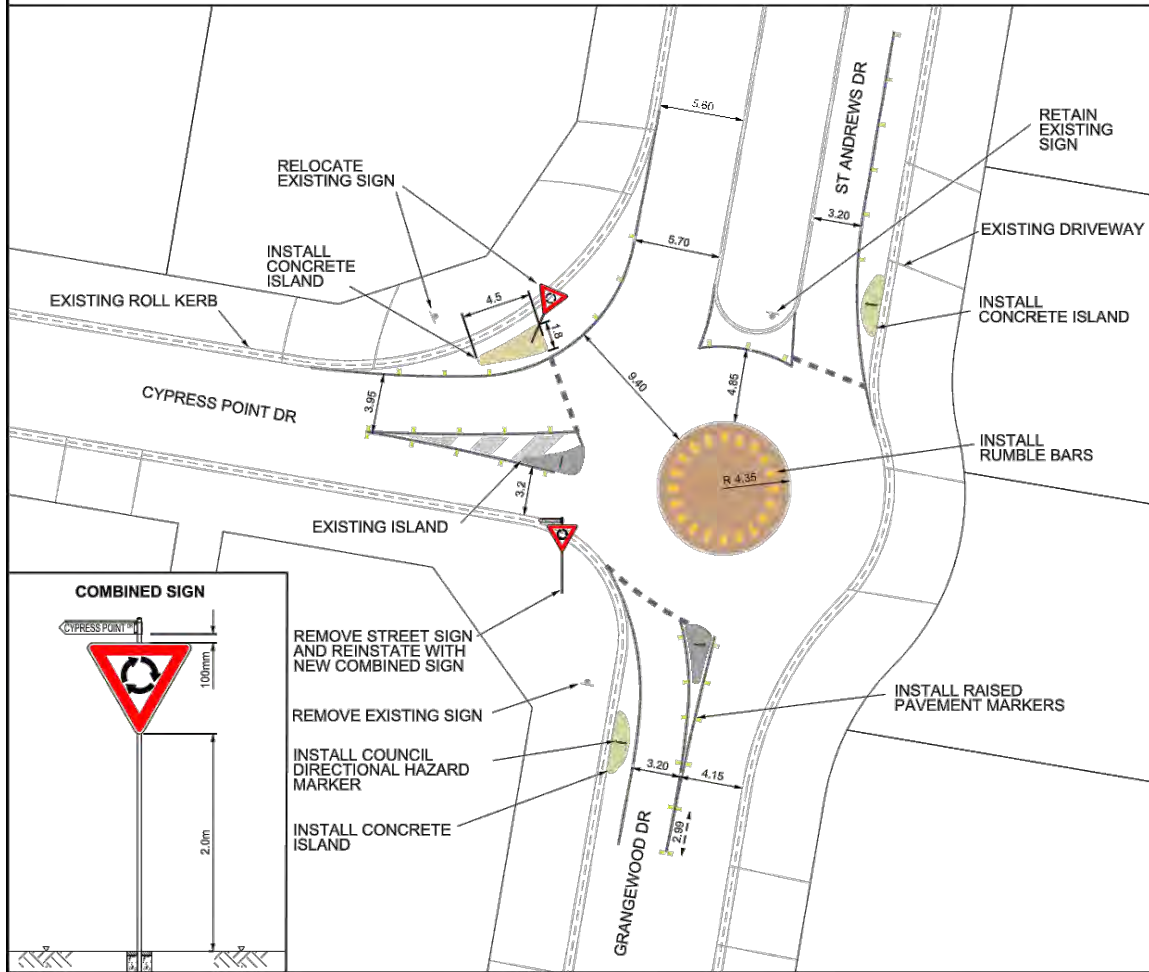 5.60
ST ANDREWS DR
RETAIN
EXISTING
SIGN
RELOCATE
EXISTING SIGN
3.20
EXISTING DRIVEWAY
5.70
INSTALL
CONCRETE
ISLAND
4.5
EXISTING ROLL KERB
1.8
INSTALL
CONCRETE ISLAND
9.40
4.85
CYPRESS POINT DR
3.95
INSTALL
RUMBLE BARS
R 4.35
3.2
EXISTING ISLAND
COMBINED SIGN
CYPRESS POINT DR
100mm
2.0m
REMOVE STREET SIGN
AND REINSTATE WITH
NEW COMBINED SIGN
REMOVE EXISTING SIGN
INSTALL RAISED
PAVEMENT MARKERS
INSTALL COUNCIL
DIRECTIONAL HAZARD
MARKER
3.20
4.15
INSTALL CONCRETE
ISLAND
2.99
GRANGEWOOD DR